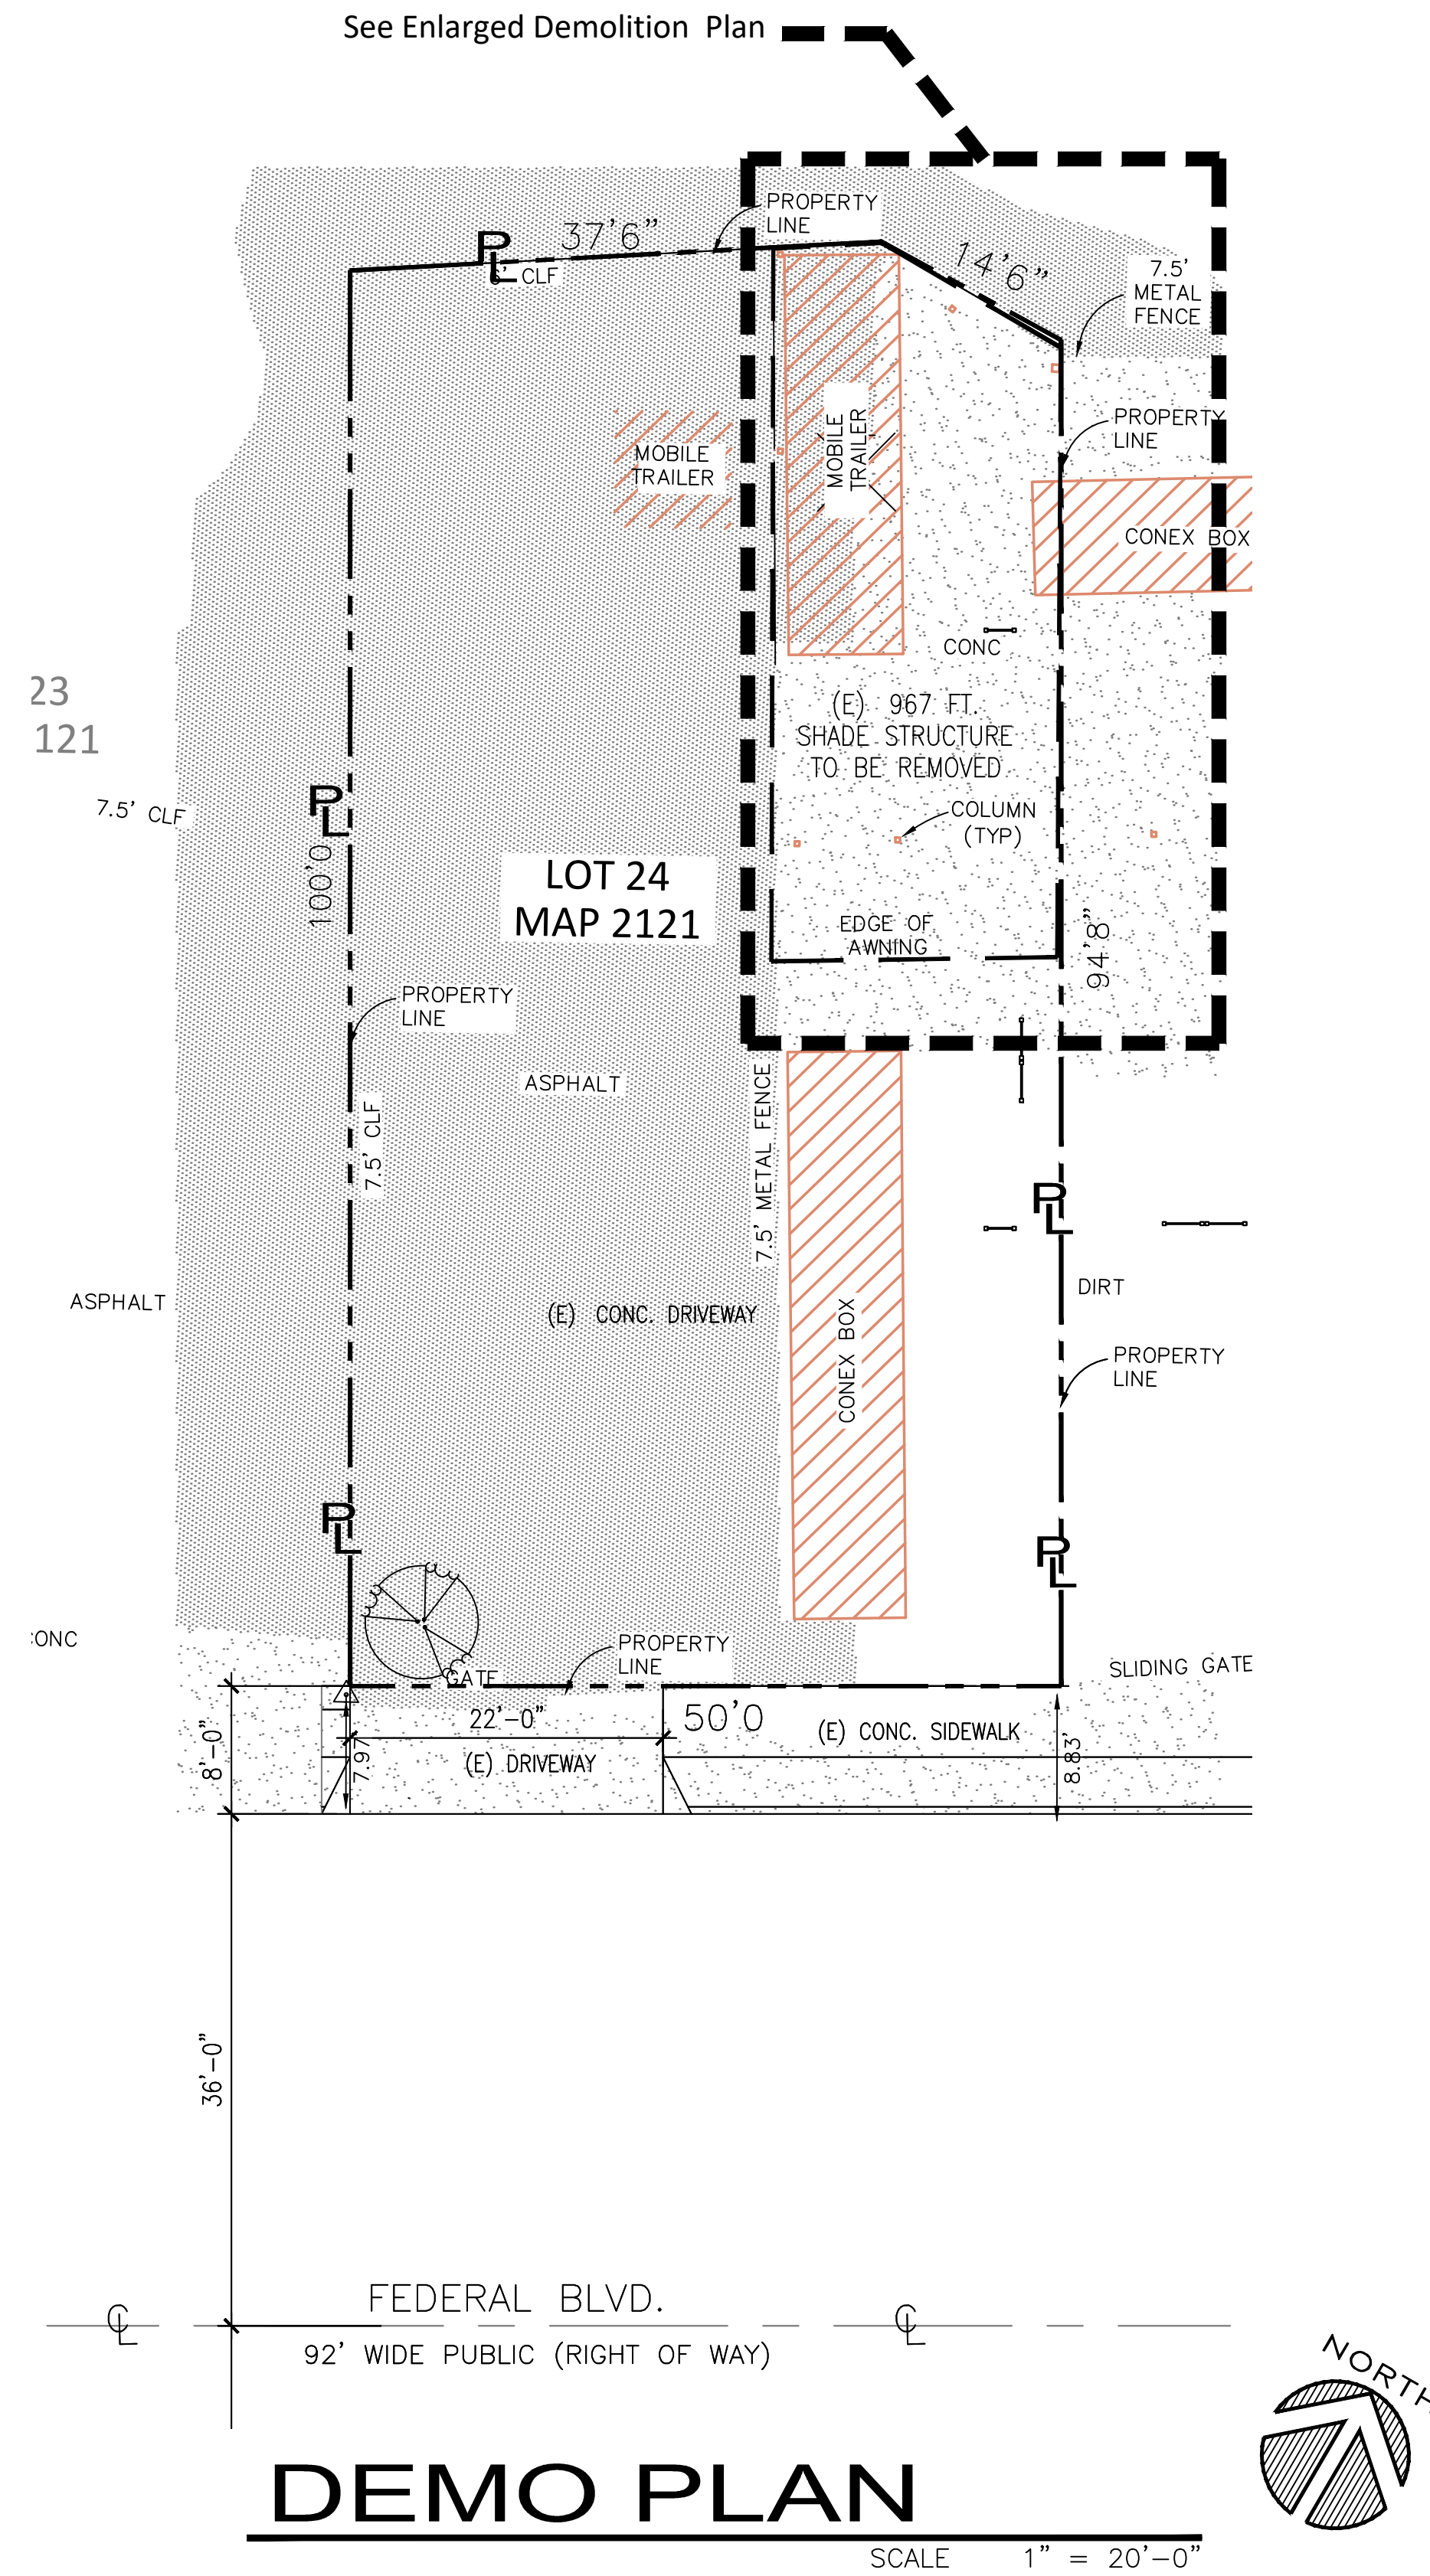 See Enlarged Demolition Plan
PROPERTY
LINE
37'6"
PL
6' CLF
14'6"
7.5'
METAL
FENCE
PROPERTY
LINE
MOBILE
TRAILER
MOBILE
TRAILER
CONEX BOX
CONC
(E) 967 FT.
SHADE STRUCTURE
TO BE REMOVED
23
121
7.5' CLF
PL
100'0
COLUMN
(TYP)
LOT 24
MAP 2121
EDGE OF
AWNING
94'8"
PROPERTY
LINE
ASPHALT
7.5' CLF
7.5' METAL FENCE
PL
DIRT
ASPHALT
(E) CONC. DRIVEWAY
CONEX BOX
PROPERTY
LINE
PL
PL
:ONC
PROPERTY
LINE
GATE
SLIDING GATE
22'-0"
50'0
(E) CONC. SIDEWALK
8'-0"
7.97
(E) DRIVEWAY
8.83'
36'-0"
FEDERAL BLVD.
CL
CL
92' WIDE PUBLIC (RIGHT OF WAY)
NORTH
DEMO PLAN
SCALE 1" = 20'-0"